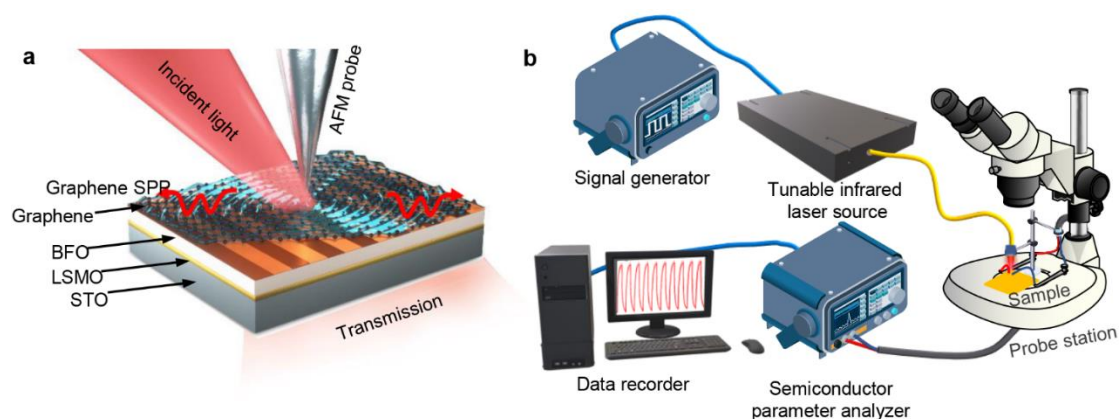 a
Incident light
AFM probe
Graphene SPR
Graphene
BFO
LSMO
STO
Transmission
b
Signal generator
Tunable infrared
laser source
Sample
Probe station
Data recorder
Semiconductor
parameter analyzer